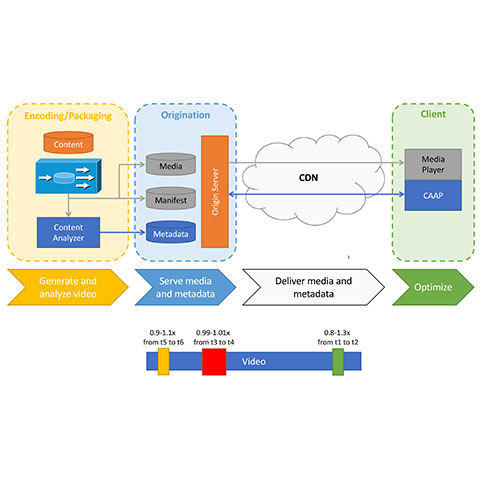 Encoding/Packaging
Origination
Client
Content
Media
Manifest
Metadata
Origin Server
CDN
Media
Player
CAAP
Content
Analyzer
Generate and
analyze video
Serve media
and metadata
Deliver media and
metadata
Optimize
0.9-1.1x
from t5 to t6
0.99-1.01x
from t3 to t4
0.8-1.3x
from t1 to t2
Video